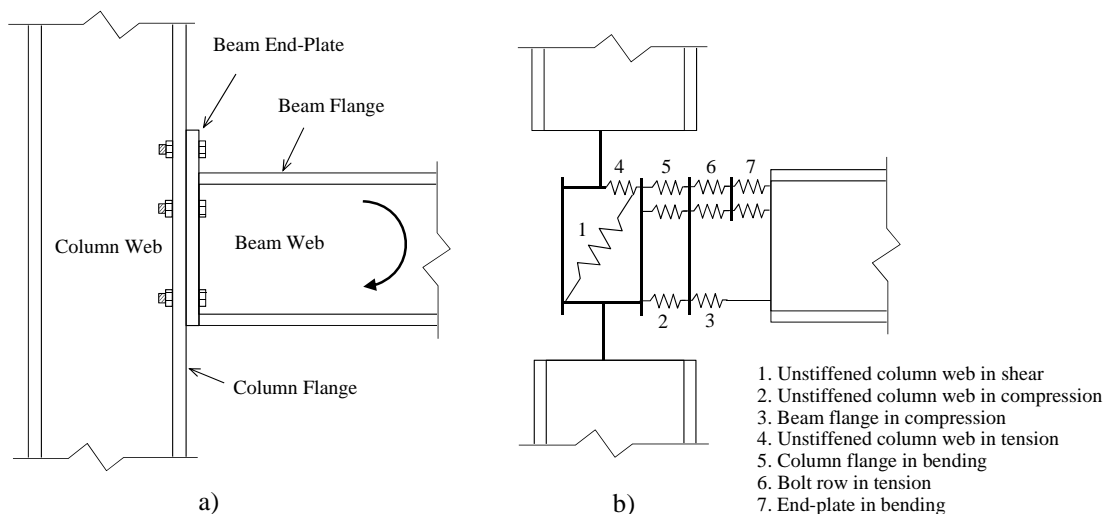 Beam End-Plate
Beam Flange
Column Web
Beam Web
Column Flange
a)
4
5
6
7
1
2
3
b)
1. Unstiffened column web in shear
2. Unstiffened column web in compression
3. Beam flange in compression
4. Unstiffened column web in tension
5. Column flange in bending
6. Bolt row in tension
7. End-plate in bending